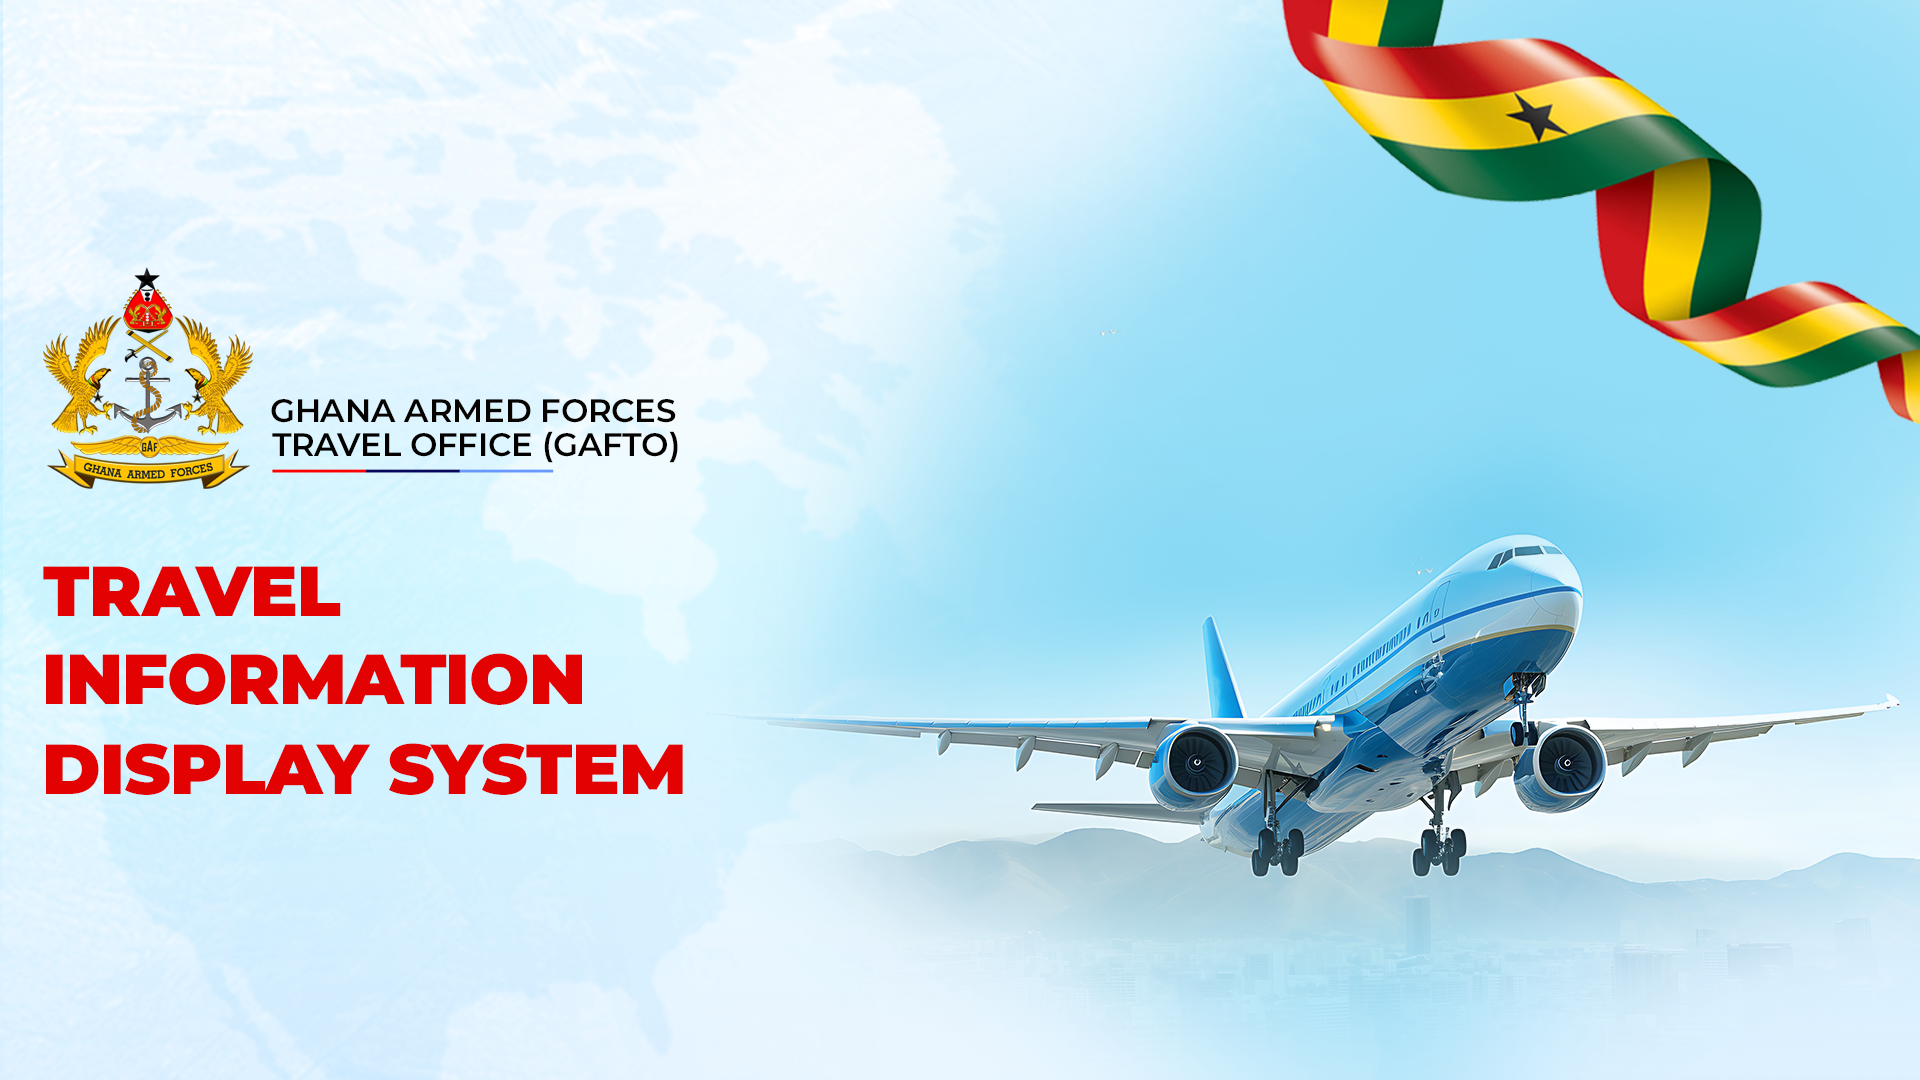 GAF
GHANA ARMED FORCES
GHANA ARMED FORCES
TRAVEL OFFICE (GAFTO)
TRAVEL
INFORMATION
DISPLAY SYSTEM